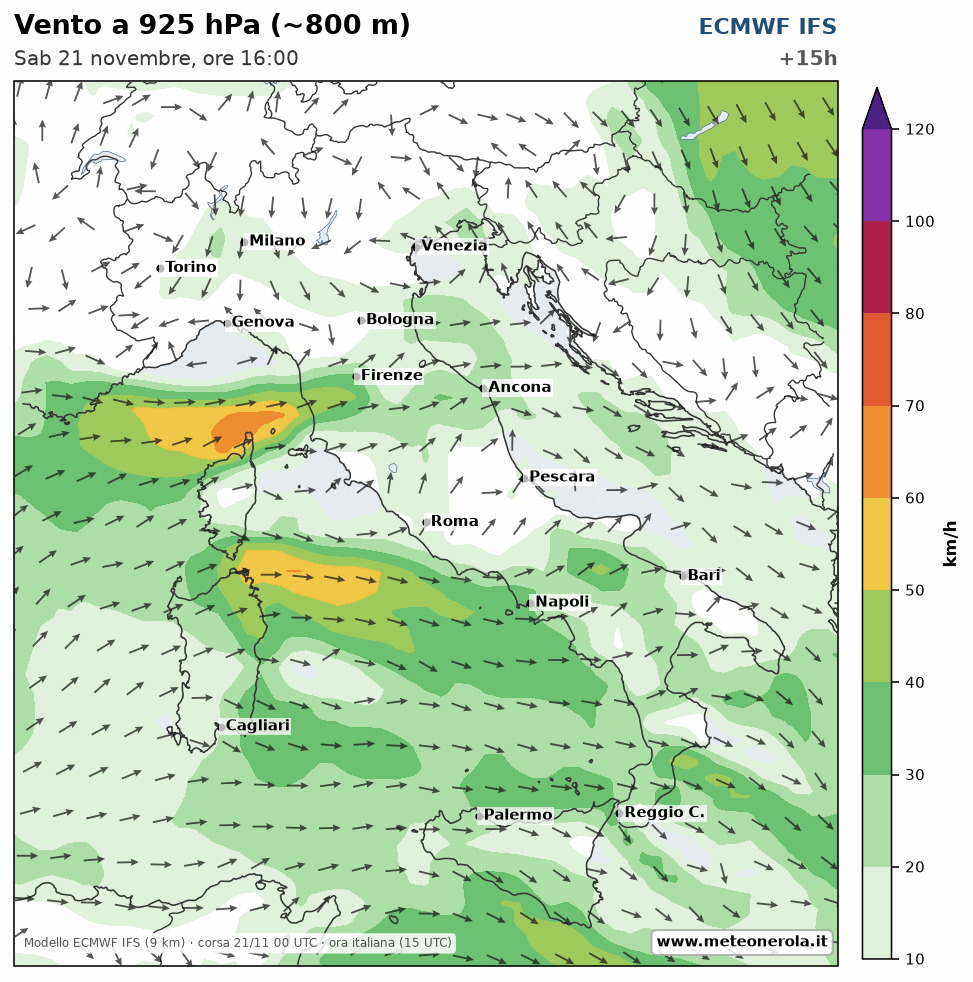 Vento a 925 hPa (~800 m)
ECMWF IFS
Sab 21 novembre, ore 16:00
+15h
Milano
Venezia
Torino
Genova
Bologna
Firenze
Ancona
Pescara
Roma
Bari
Napoli
Cagliari
Palermo
Reggio C.
120
100
80
70
60
50
40
30
20
10
km/h
Modello ECMWF IFS (9 km) · corsa 21/11 00 UTC · ora italiana (15 UTC)
www.meteonerola.it